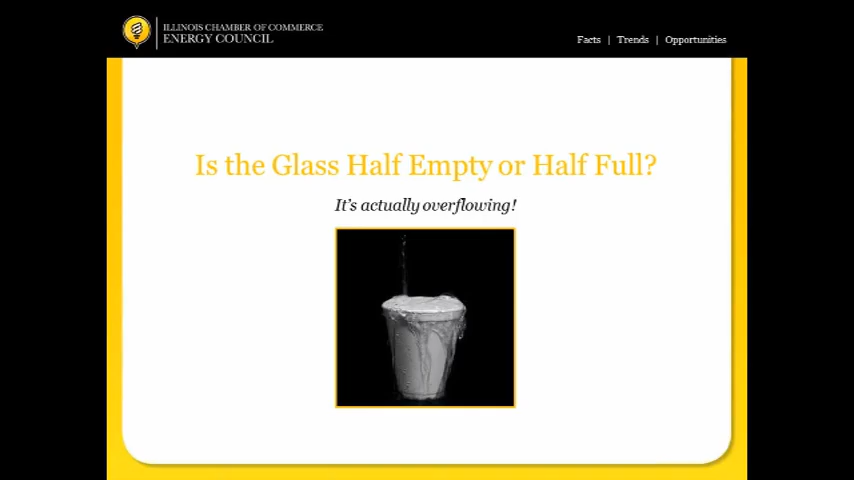 ILLINOIS CHAMBER OF COMMERCE
ENERGY COUNCIL
Facts | Trends | Opportunities
Is the Glass Half Empty or Half Full?
It's actually overflowing!